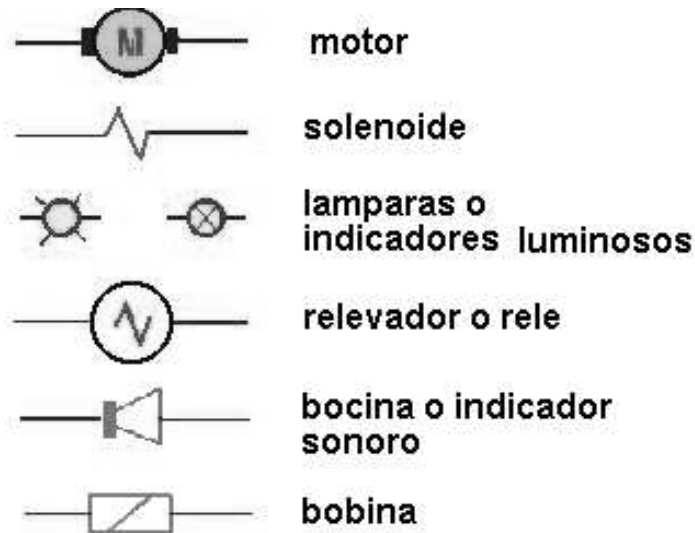 M
motor
solenoide
lamparas o
indicadores luminosos
relevador o rele
bocina o indicador
sonoro
bobina